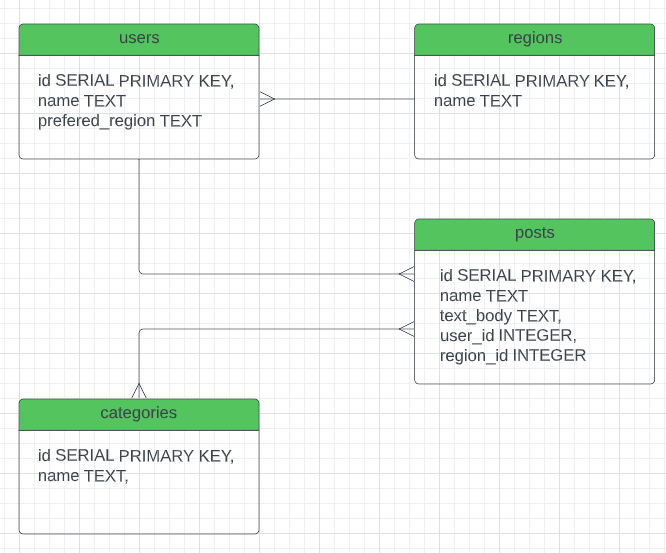 users
id SERIAL PRIMARY KEY,
name TEXT
prefered_region TEXT
regions
id SERIAL PRIMARY KEY,
name TEXT
posts
id SERIAL PRIMARY KEY,
name TEXT
text_body TEXT,
user_id INTEGER,
region_id INTEGER
categories
id SERIAL PRIMARY KEY,
name TEXT,